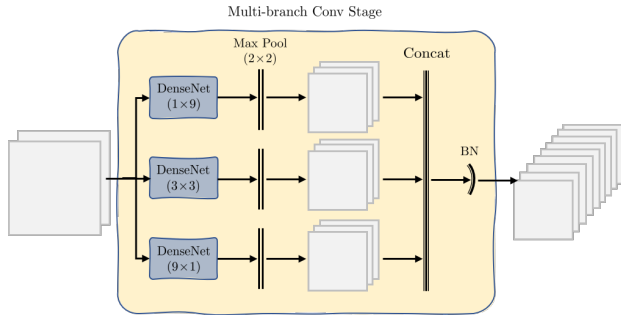 Multi-branch Conv Stage
Max Pool
(2×2)
Concat
DenseNet
(1×9)
DenseNet
(3×3)
BN
DenseNet
(9×1)